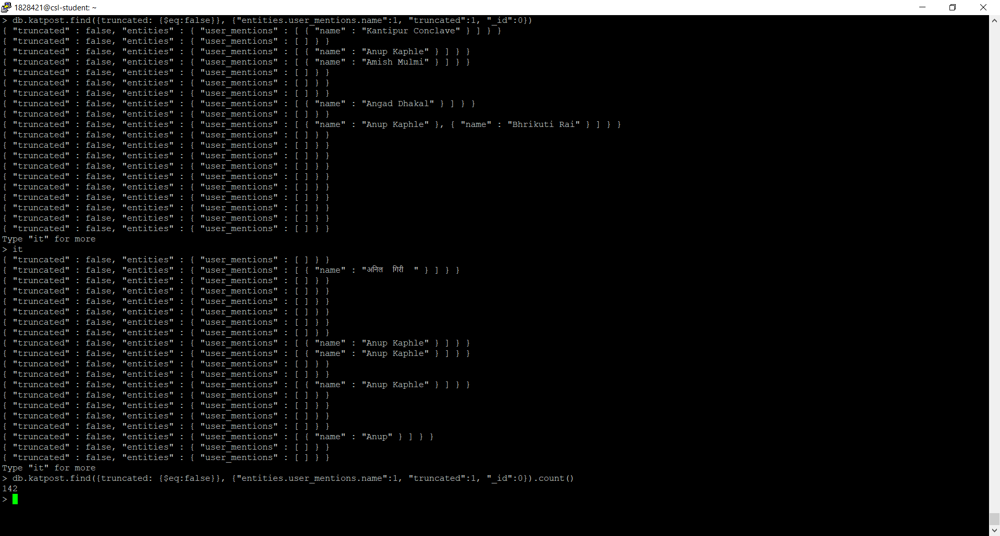 1828421@csl-student: ~
> db.katpost.find({truncated: {$eq:false}}, {"entities.user_mentions.name":1, "truncated":1, "_id":0})
{ "truncated" : false, "entities" : { "user_mentions" : [ { "name" : "Kantipur Conclave" } ] } }
{ "truncated" : false, "entities" : { "user_mentions" : [ ] } }
{ "truncated" : false, "entities" : { "user_mentions" : [ { "name" : "Anup Kaphle" } ] } }
{ "truncated" : false, "entities" : { "user_mentions" : [ { "name" : "Amish Mulmi" } ] } }
{ "truncated" : false, "entities" : { "user_mentions" : [ ] } }
{ "truncated" : false, "entities" : { "user_mentions" : [ ] } }
{ "truncated" : false, "entities" : { "user_mentions" : [ ] } }
{ "truncated" : false, "entities" : { "user_mentions" : [ { "name" : "Angad Dhakal" } ] } }
{ "truncated" : false, "entities" : { "user_mentions" : [ ] } }
{ "truncated" : false, "entities" : { "user_mentions" : [ { "name" : "Anup Kaphle" }, { "name" : "Bhrikuti Rai" } ] } }
{ "truncated" : false, "entities" : { "user_mentions" : [ ] } }
{ "truncated" : false, "entities" : { "user_mentions" : [ ] } }
{ "truncated" : false, "entities" : { "user_mentions" : [ ] } }
{ "truncated" : false, "entities" : { "user_mentions" : [ ] } }
{ "truncated" : false, "entities" : { "user_mentions" : [ ] } }
{ "truncated" : false, "entities" : { "user_mentions" : [ ] } }
{ "truncated" : false, "entities" : { "user_mentions" : [ ] } }
{ "truncated" : false, "entities" : { "user_mentions" : [ ] } }
{ "truncated" : false, "entities" : { "user_mentions" : [ ] } }
{ "truncated" : false, "entities" : { "user_mentions" : [ ] } }
Type "it" for more
> it
{ "truncated" : false, "entities" : { "user_mentions" : [ ] } }
{ "truncated" : false, "entities" : { "user_mentions" : [ { "name" : "अनिल गिरी " } ] } }
{ "truncated" : false, "entities" : { "user_mentions" : [ ] } }
{ "truncated" : false, "entities" : { "user_mentions" : [ ] } }
{ "truncated" : false, "entities" : { "user_mentions" : [ ] } }
{ "truncated" : false, "entities" : { "user_mentions" : [ ] } }
{ "truncated" : false, "entities" : { "user_mentions" : [ ] } }
{ "truncated" : false, "entities" : { "user_mentions" : [ ] } }
{ "truncated" : false, "entities" : { "user_mentions" : [ { "name" : "Anup Kaphle" } ] } }
{ "truncated" : false, "entities" : { "user_mentions" : [ { "name" : "Anup Kaphle" } ] } }
{ "truncated" : false, "entities" : { "user_mentions" : [ ] } }
{ "truncated" : false, "entities" : { "user_mentions" : [ ] } }
{ "truncated" : false, "entities" : { "user_mentions" : [ { "name" : "Anup Kaphle" } ] } }
{ "truncated" : false, "entities" : { "user_mentions" : [ ] } }
{ "truncated" : false, "entities" : { "user_mentions" : [ ] } }
{ "truncated" : false, "entities" : { "user_mentions" : [ ] } }
{ "truncated" : false, "entities" : { "user_mentions" : [ ] } }
{ "truncated" : false, "entities" : { "user_mentions" : [ { "name" : "Anup" } ] } }
{ "truncated" : false, "entities" : { "user_mentions" : [ ] } }
{ "truncated" : false, "entities" : { "user_mentions" : [ ] } }
Type "it" for more
> db.katpost.find({truncated: {$eq:false}}, {"entities.user_mentions.name":1, "truncated":1, "_id":0}).count()
142
>